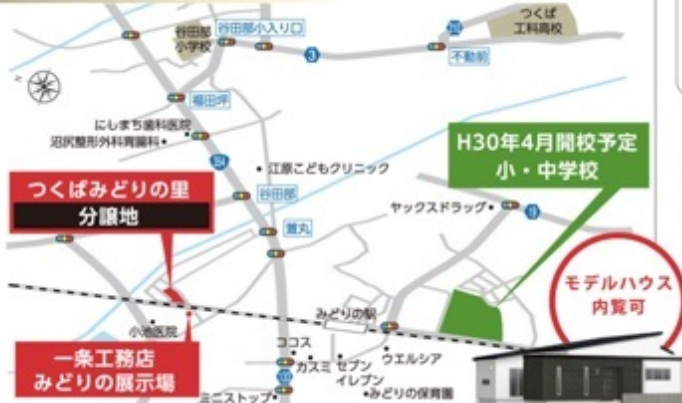 つくば
工科高校
谷田部
小学校
谷田部小入り口
3
210
不動前
N
福田坪
にしまち歯科医院
沼尻整形外科胃腸科
354
江原こどもクリニック
H30年4月開校予定
小・中学校
つくばみどりの里
分譲地
谷田部
ヤックスドラッグ
19
萱丸
モデルハウス
内覧可
みどりの駅
小池医院
一条工務店
みどりの展示場
ココス
カスミ
セブン
イレブン
ウエルシア
ミニストップ
みどりの保育園